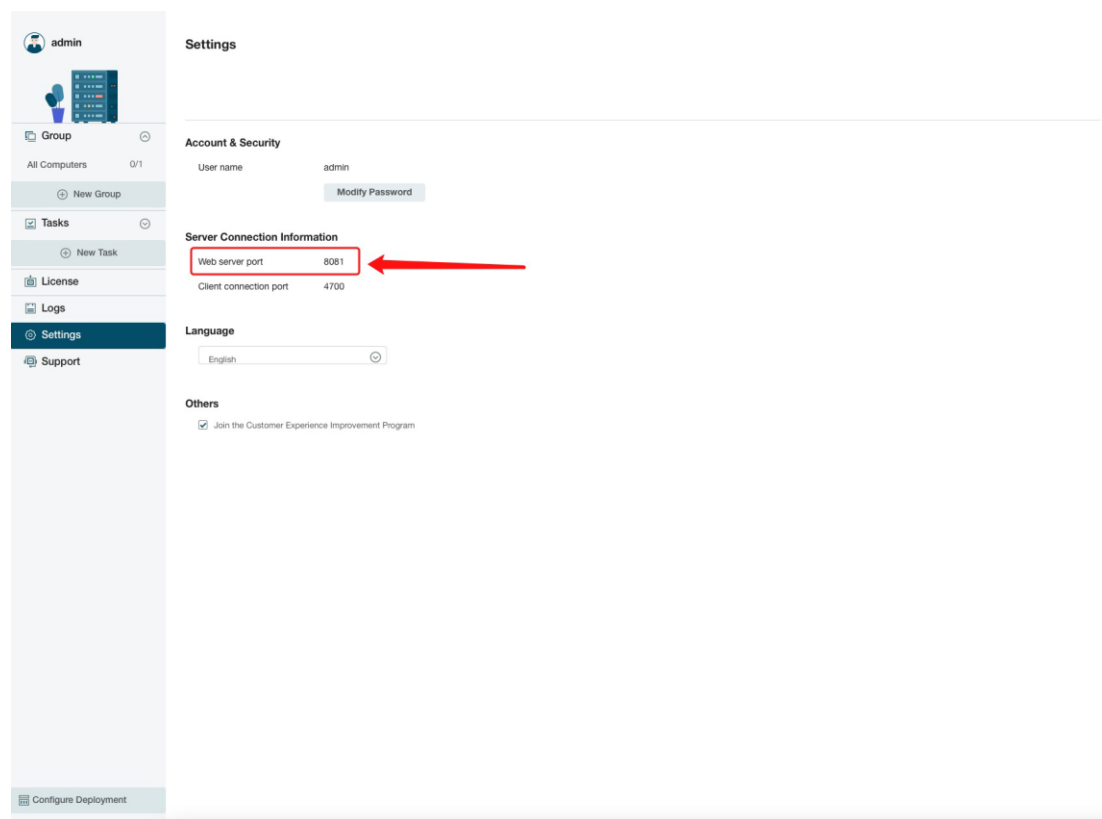 admin
Group
All Computers 0/1
New Group
Tasks
New Task
License
Logs
Settings
Support
Configure Deployment
Settings
Account & Security
User name admin
Modify Password
Server Connection Information
Web server port 8081
Client connection port 4700
Language
English
Others
Join the Customer Experience Improvement Program